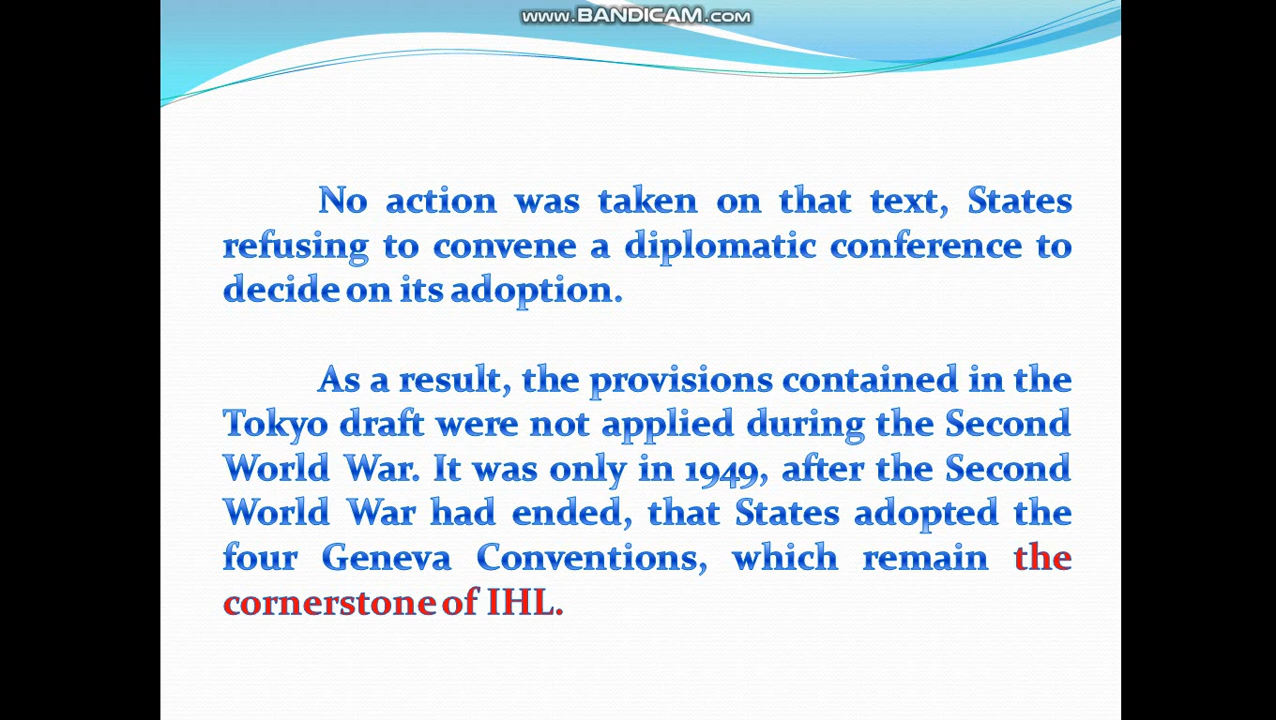 www.BANDICAM.com
No action was taken on that text, States
refusing to convene a diplomatic conference to
decide on its adoption.
As a result, the provisions contained in the
Tokyo draft were not applied during the Second
World War. It was only in 1949, after the Second
World War had ended, that States adopted the
four Geneva Conventions, which remain the
cornerstone of IHL.